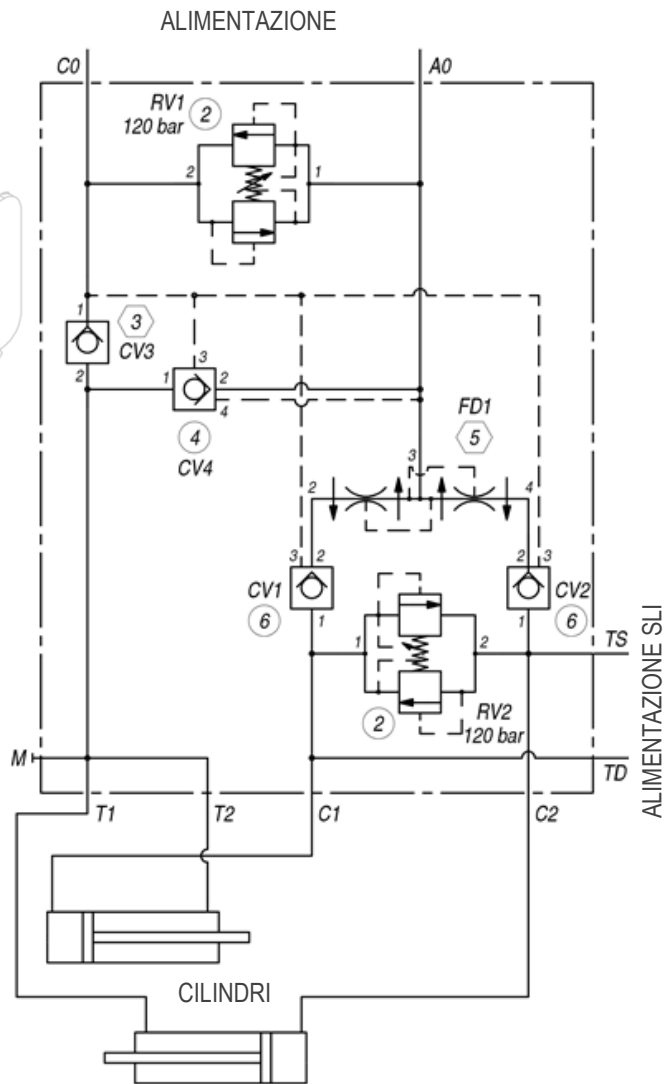 ALIMENTAZIONE
C0
A0
RV1
120 bar
2
2
1
1
3
CV3
2
3
1
2
4
4
CV4
FD1
5
3
2
4
3
2
CV1
6
1
2
3
CV2
6
1
1
2
2
RV2
120 bar
TS
TD
ALIMENTAZIONE SLI
M
T1
T2
C1
C2
CILINDRI